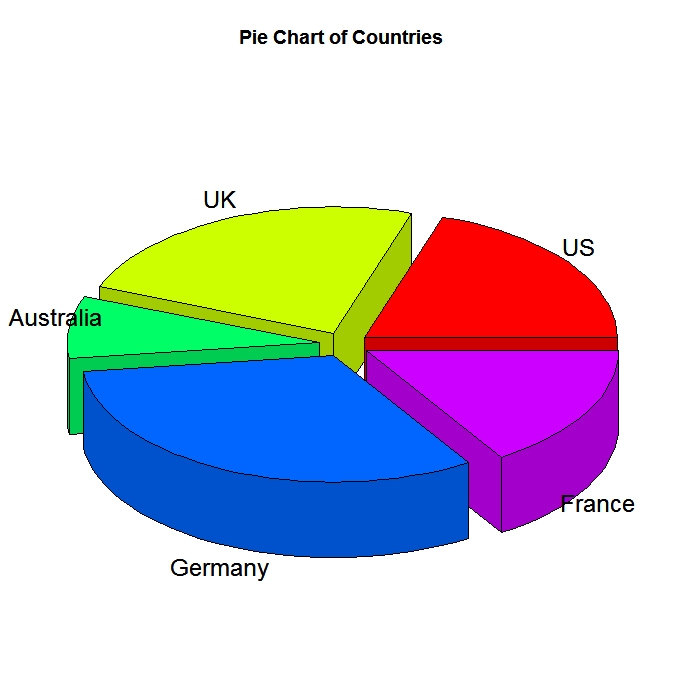 Pie Chart of Countries
UK
US
Australia
France
Germany